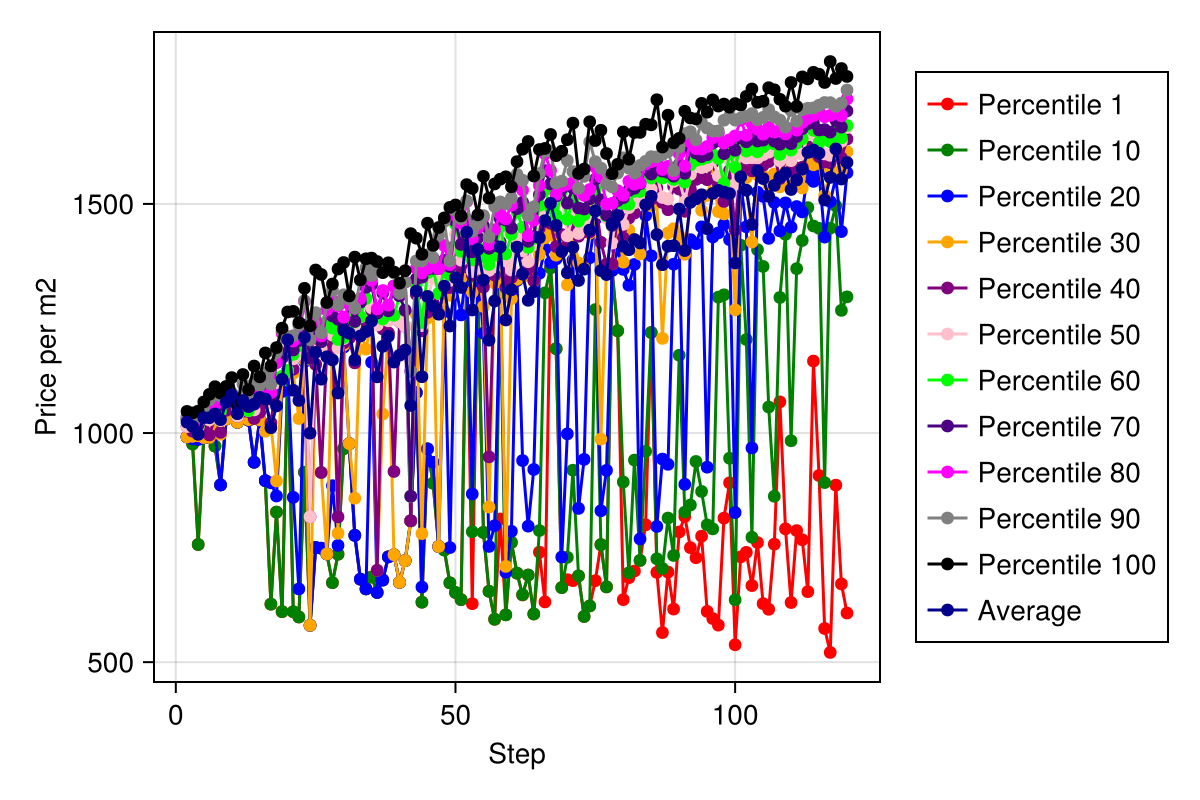 Price per m2
1500
1000
500
0
50
100
Step
Percentile 1
Percentile 10
Percentile 20
Percentile 30
Percentile 40
Percentile 50
Percentile 60
Percentile 70
Percentile 80
Percentile 90
Percentile 100
Average